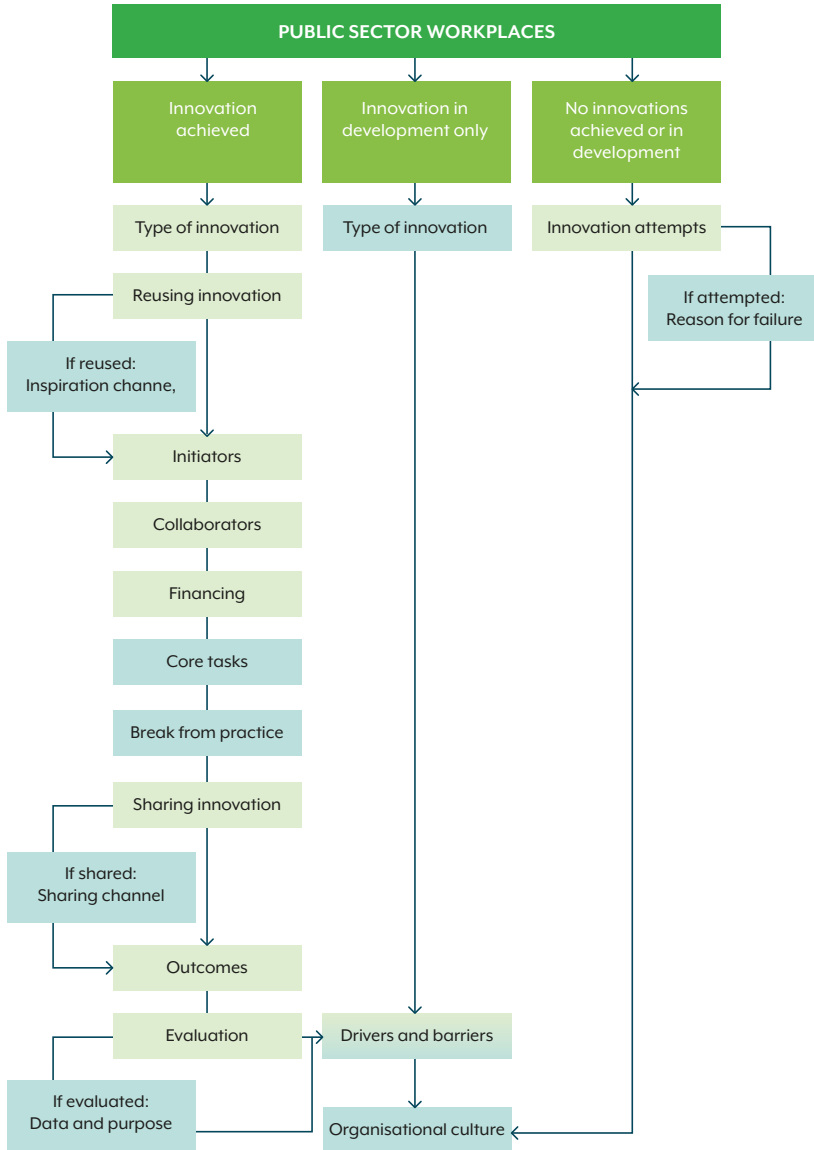 PUBLIC SECTOR WORKPLACES
Innovation
achieved
Innovation in
development only
No innovations
achieved or in
development
Type of innovation
Type of innovation
Innovation attempts
If attempted:
Reason for failure
Reusing innovation
If reused:
Inspiration channe,
Initiators
Collaborators
Financing
Core tasks
Break from practice
Sharing innovation
If shared:
Sharing channel
Outcomes
Evaluation
Drivers and barriers
If evaluated:
Data and purpose
Organisational culture